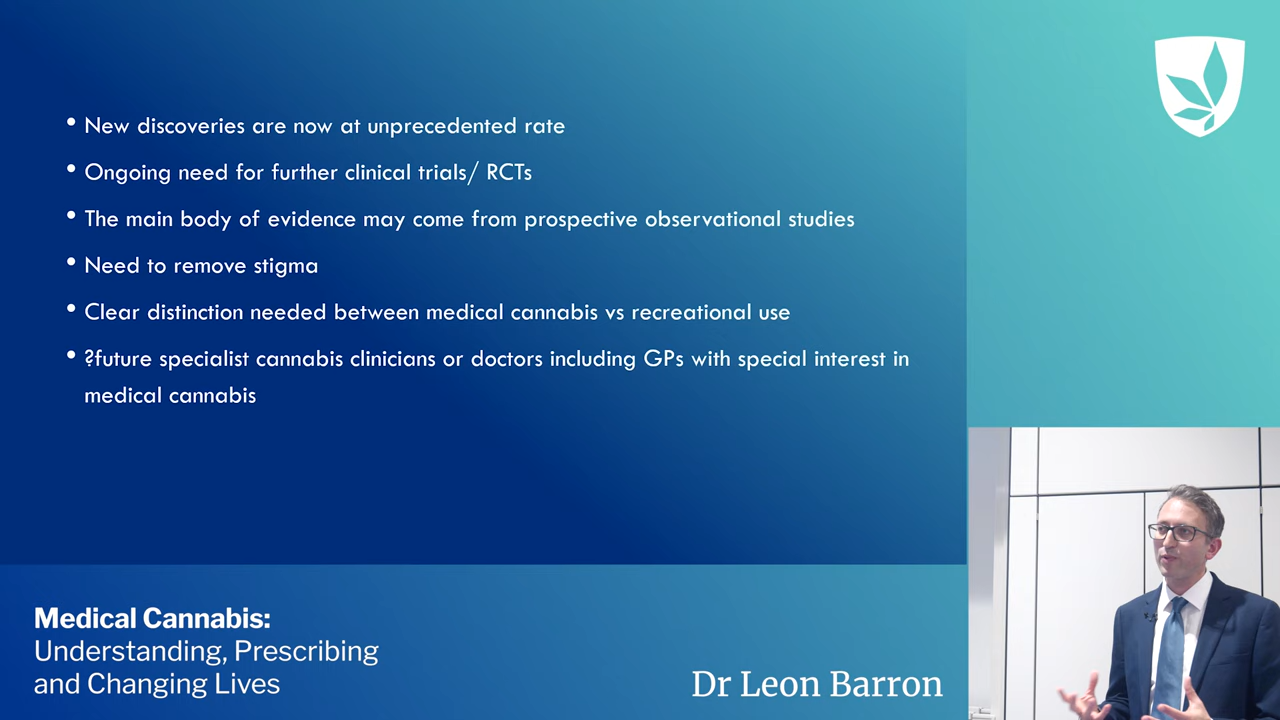 • New discoveries are now at unprecedented rate
• Ongoing need for further clinical trials/ RCTs
• The main body of evidence may come from prospective observational studies
• Need to remove stigma
• Clear distinction needed between medical cannabis vs recreational use
• ?future specialist cannabis clinicians or doctors including GPs with special interest in
medical cannabis
Medical Cannabis:
Understanding, Prescribing
and Changing Lives
Dr Leon Barron